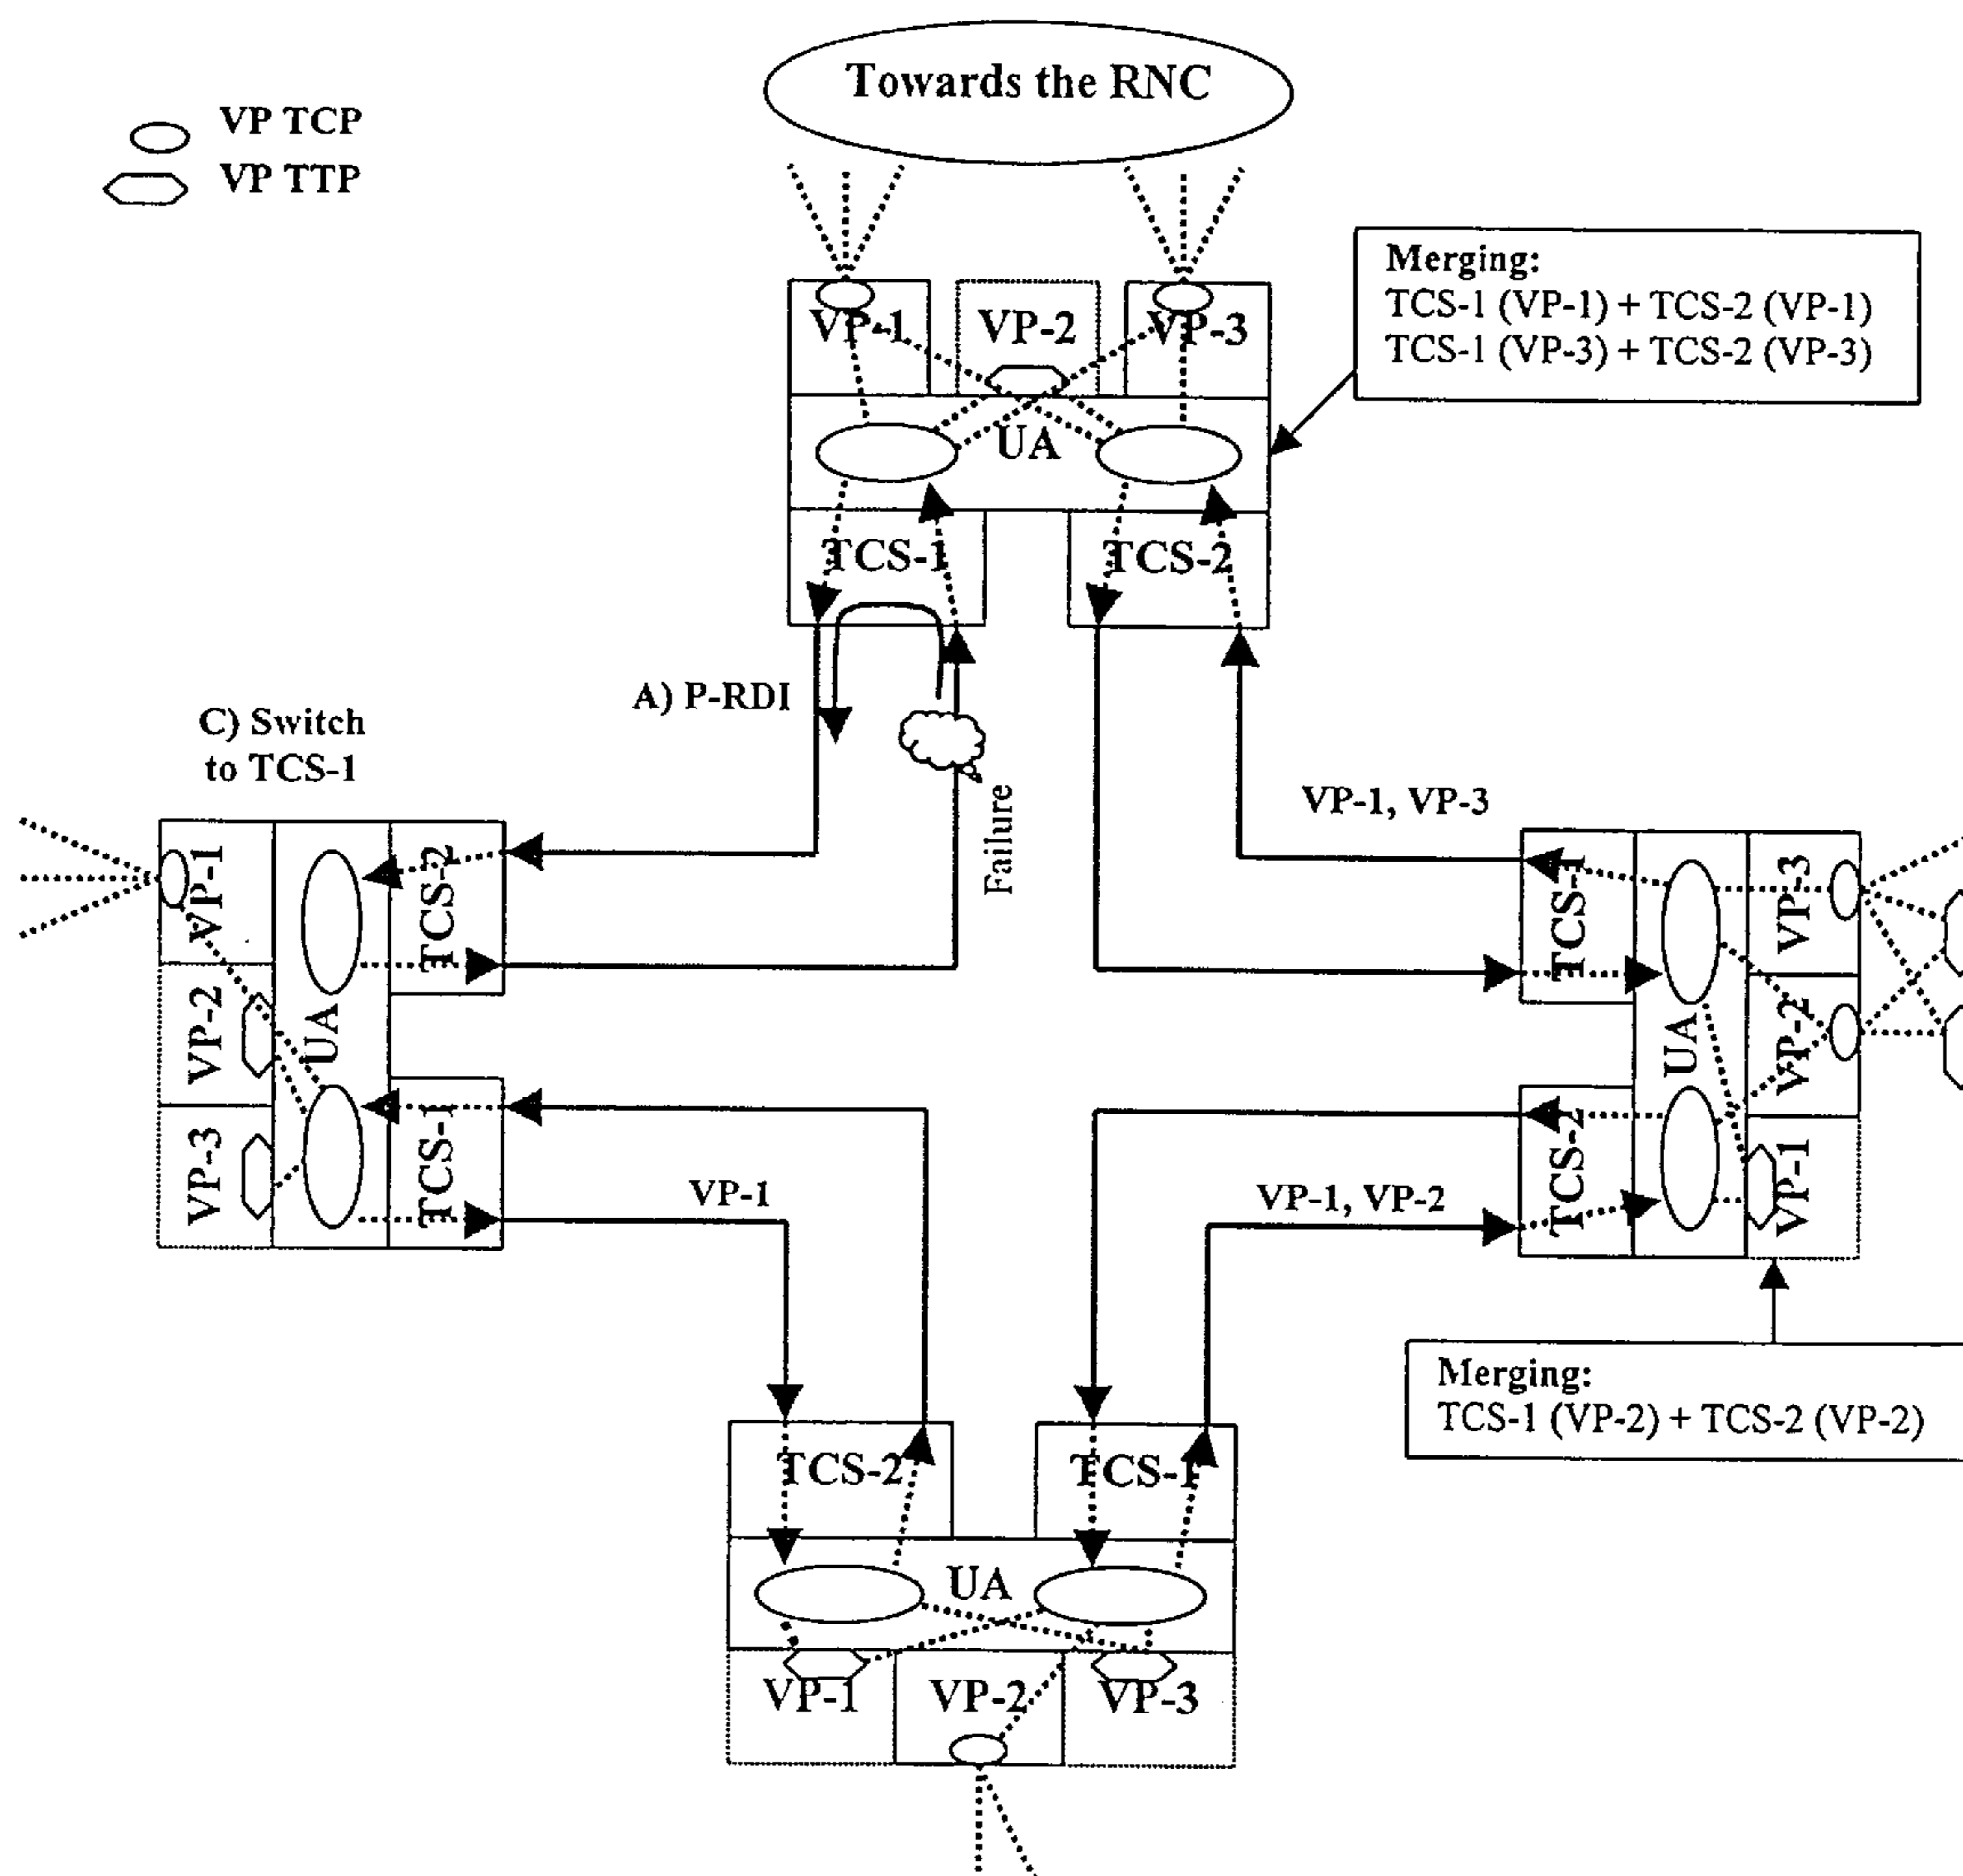 Towards the RNC
VP TCP
VP TTP
Merging:
TCS-1 (VP-1) + TCS-2 (VP-1)
TCS-1 (VP-3) + TCS-2 (VP-3)
VP-1
VP-2
VP-3
UA
TCS-1
TCS-2
A) P-RDI
Failure
C) Switch
to TCS-1
VP-1
VP-2
VP-3
UA
TCS-2
TCS-1
VP-1, VP-3
TCS-1
TCS-2
UA
VP-3
VP-2
VP-1
VP-1
VP-1, VP-2
Merging:
TCS-1 (VP-2) + TCS-2 (VP-2)
TCS-2
TCS-1
UA
VP-1
VP-2
VP-3